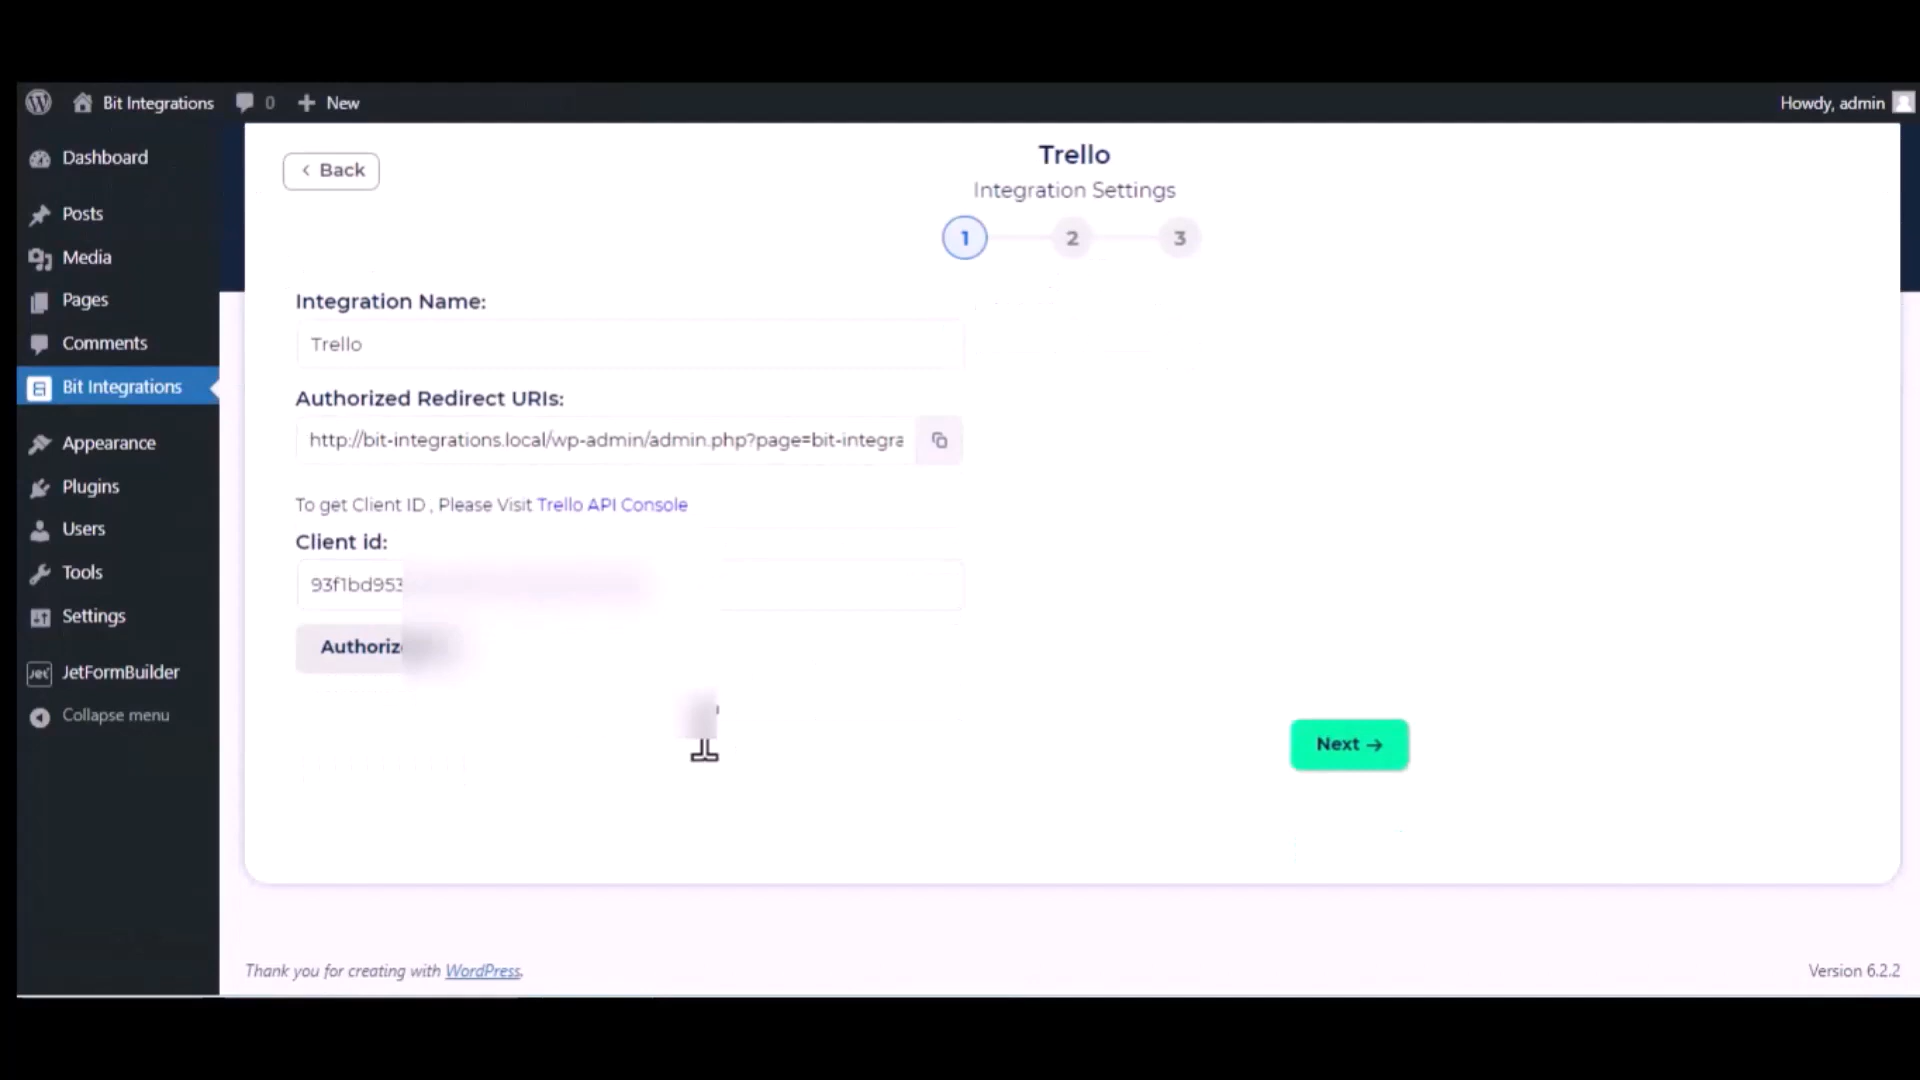 Bit Integrations 0 + New Howdy, admin
Dashboard
Posts
Media
Pages
Comments
Bit Integrations
Appearance
Plugins
Users
Tools
Settings
JetFormBuilder
Collapse menu
Back
Trello
Integration Settings
1 2 3
Integration Name:
Trello
Authorized Redirect URIs:
http://bit-integrations.local/wp-admin/admin.php?page=bit-integra
To get Client ID , Please Visit Trello API Console
Client id:
93f1bd953
Authoriz
Next →
Thank you for creating with WordPress.
Version 6.2.2